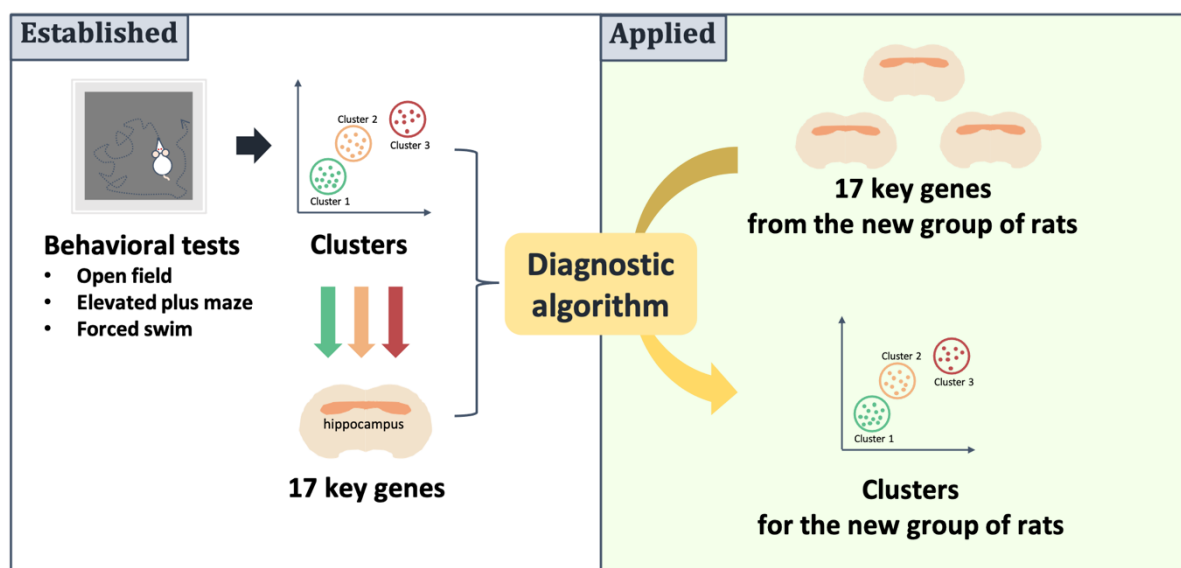 Established
Behavioral tests
• Open field
• Elevated plus maze
• Forced swim
Cluster 2
Cluster 3
Cluster 1
Clusters
hippocampus
17 key genes
Diagnostic
algorithm
Applied
17 key genes
from the new group of rats
Cluster 2
Cluster 3
Cluster 1
Clusters
for the new group of rats